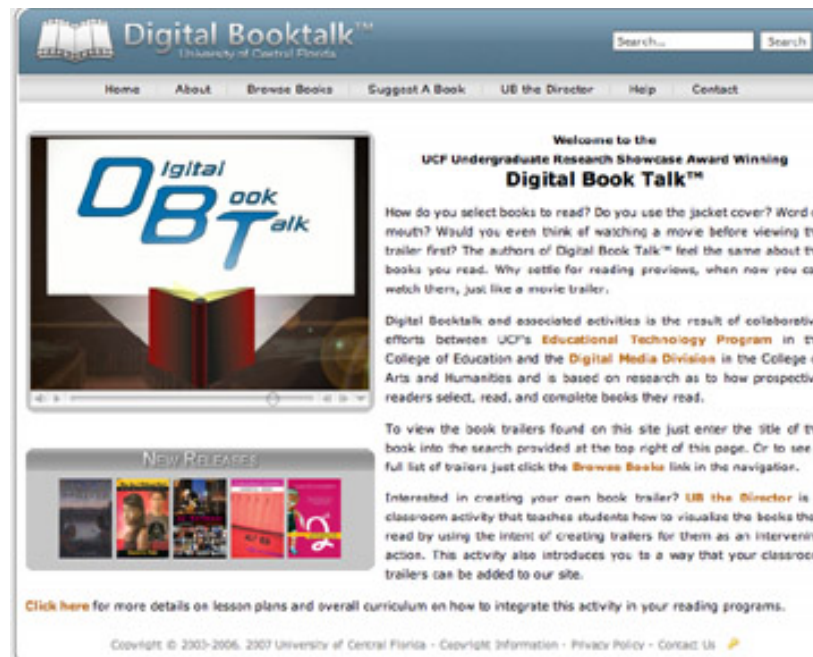 Digital Booktalk™
University of Central Florida
Search...
Search
Home About Browse Books Suggest A Book UB the Director Help Contact
Digital
Book
Talk
Welcome to the
UCF Undergraduate Research Showcase Award Winning
Digital Book Talk™
How do you select books to read? Do you use the jacket cover? Word
mouth? Would you even think of watching a movie before viewing th
trailer first? The authors of Digital Book Talk™ feel the same about th
books you read. Why settle for reading previews, when now you ca
watch them, just like a movie trailer.
Digital Booktalk and associated activities is the result of collaborativ
efforts between UCF's Educational Technology Program in th
College of Education and the Digital Media Division in the College
Arts and Humanities and is based on research as to how prospectiv
readers select, read, and complete books they read.
To view the book trailers found on this site just enter the title of th
book into the search provided at the top right of this page. Or to see
full list of trailers just click the Browse Books link in the navigation.
New Releases
Interested in creating your own book trailer? UB the Director is
classroom activity that teaches students how to visualize the books the
read by using the intent of creating trailers for them as an intervenin
action. This activity also introduces you to a way that your classroom
trailers can be added to our site.
Click here for more details on lesson plans and overall curriculum on how to integrate this activity in your reading programs.
Copyright © 2003-2006, 2007 University of Central Florida - Copyright Information - Privacy Policy - Contact Us